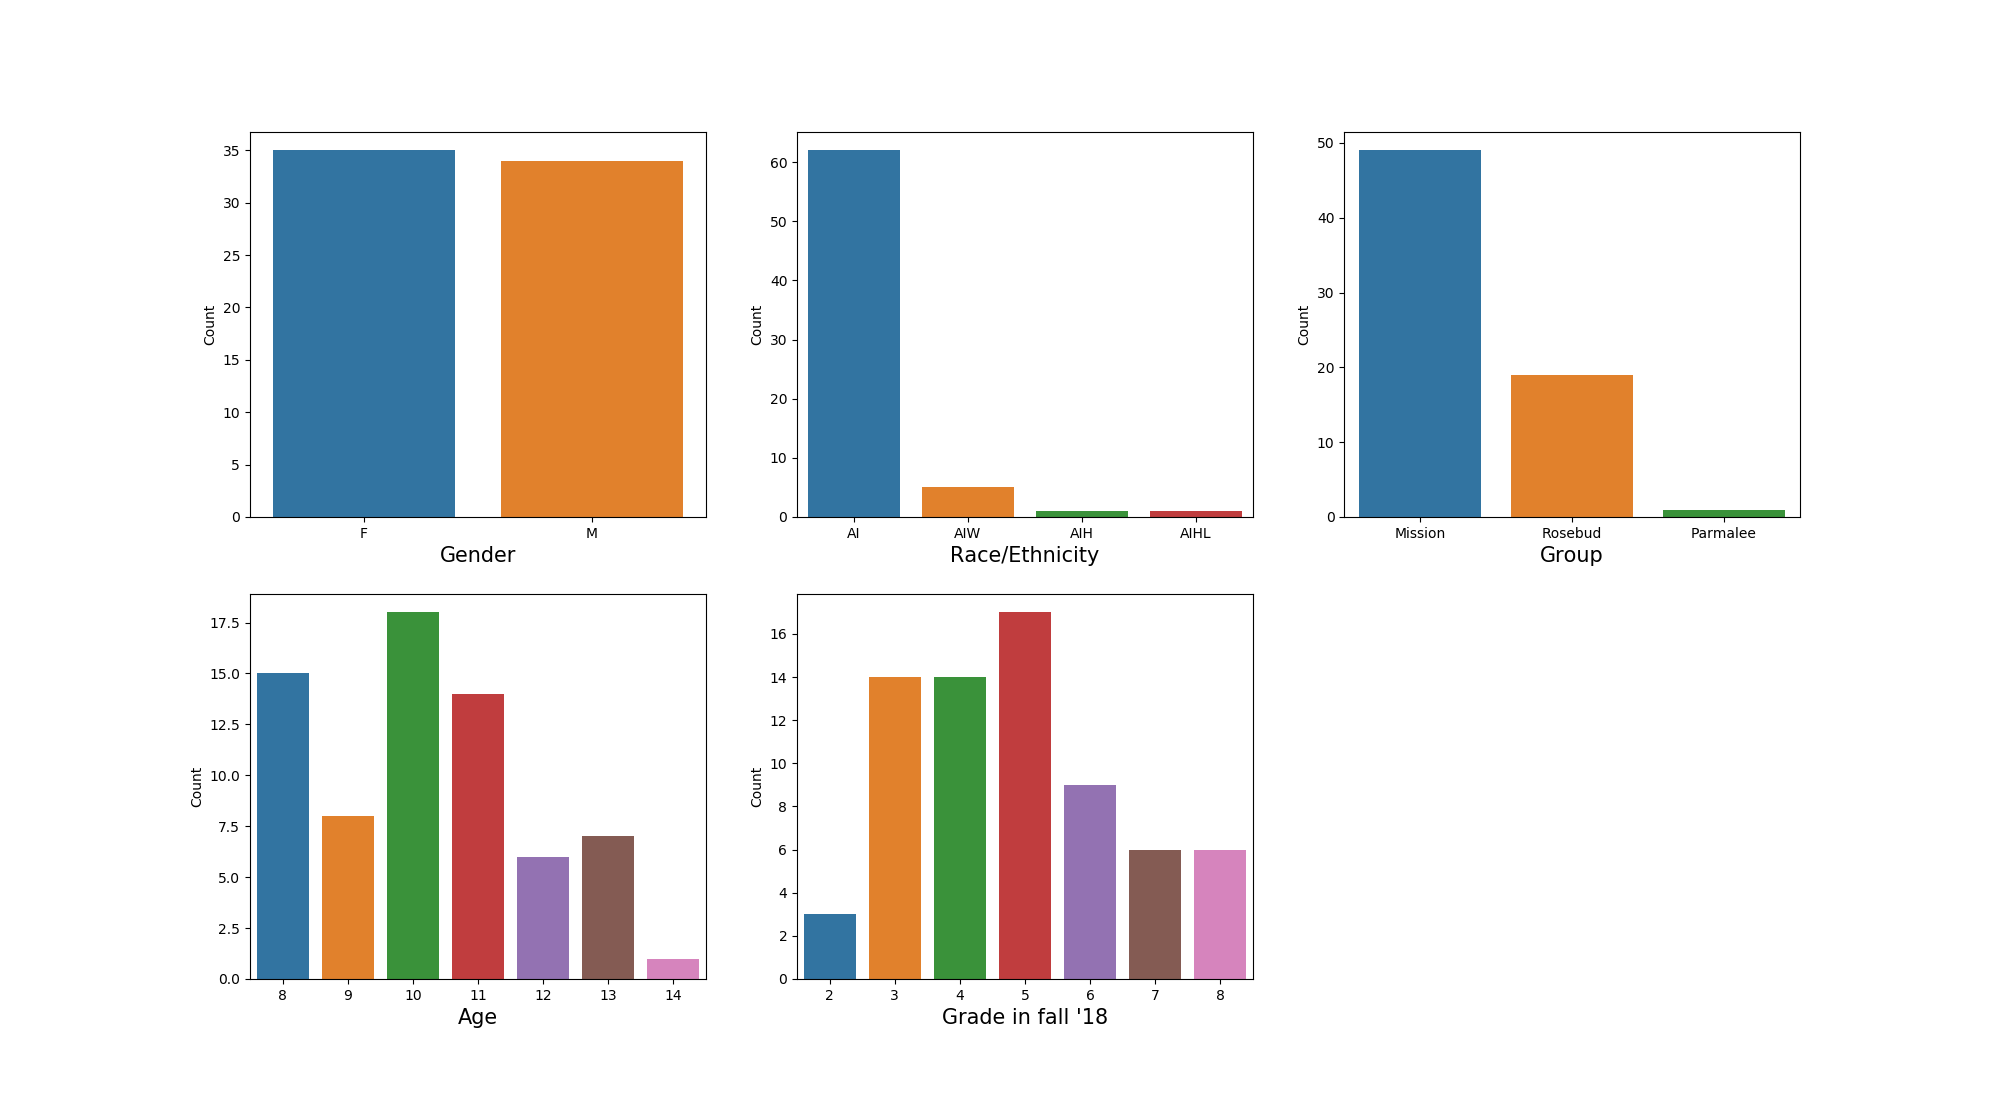 35
30
25
20
15
10
5
0
Count
F M
Gender
60
50
40
30
20
10
0
Count
AI AIW AIH AIHL
Race/Ethnicity
50
40
30
20
10
0
Count
Mission Rosebud Parmalee
Group
17.5
15.0
12.5
10.0
7.5
5.0
2.5
0.0
Count
8 9 10 11 12 13 14
Age
16
14
12
10
8
6
4
2
0
Count
2 3 4 5 6 7 8
Grade in fall '18